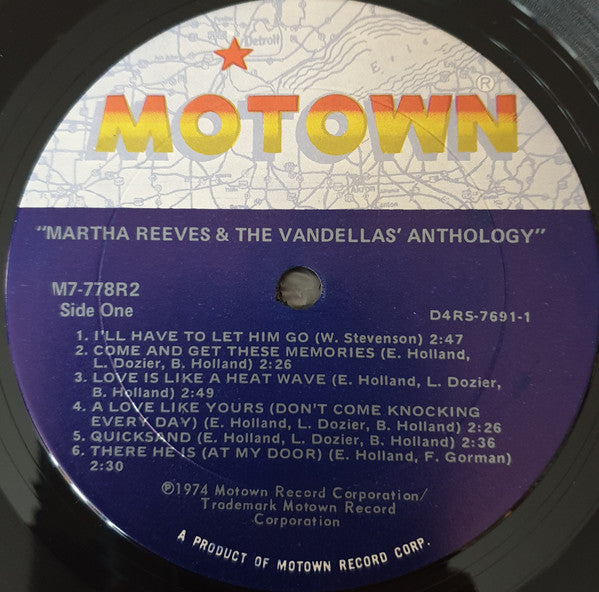 Detroit
Erie
MOTOWN®
Akron
"MARTHA REEVES & THE VANDELLAS' ANTHOLOGY"
M7-778R2
Side One
D4RS-7691-1
1. I'LL HAVE TO LET HIM GO (W. Stevenson) 2:47
2. COME AND GET THESE MEMORIES (E. Holland,
L. Dozier, B. Holland) 2:26
3. LOVE IS LIKE A HEAT WAVE (E. Holland, L. Dozier,
B. Holland) 2:49
4. A LOVE LIKE YOURS (DON'T COME KNOCKING
EVERY DAY) (E. Holland, L. Dozier, B. Holland) 2:26
5. QUICKSAND (E. Holland, L. Dozier, B. Holland) 2:36
6. THERE HE IS (AT MY DOOR) (E. Holland, F. Gorman)
2:30
℗1974 Motown Record Corporation/
Trademark Motown Record
Corporation
A PRODUCT OF MOTOWN RECORD CORP.